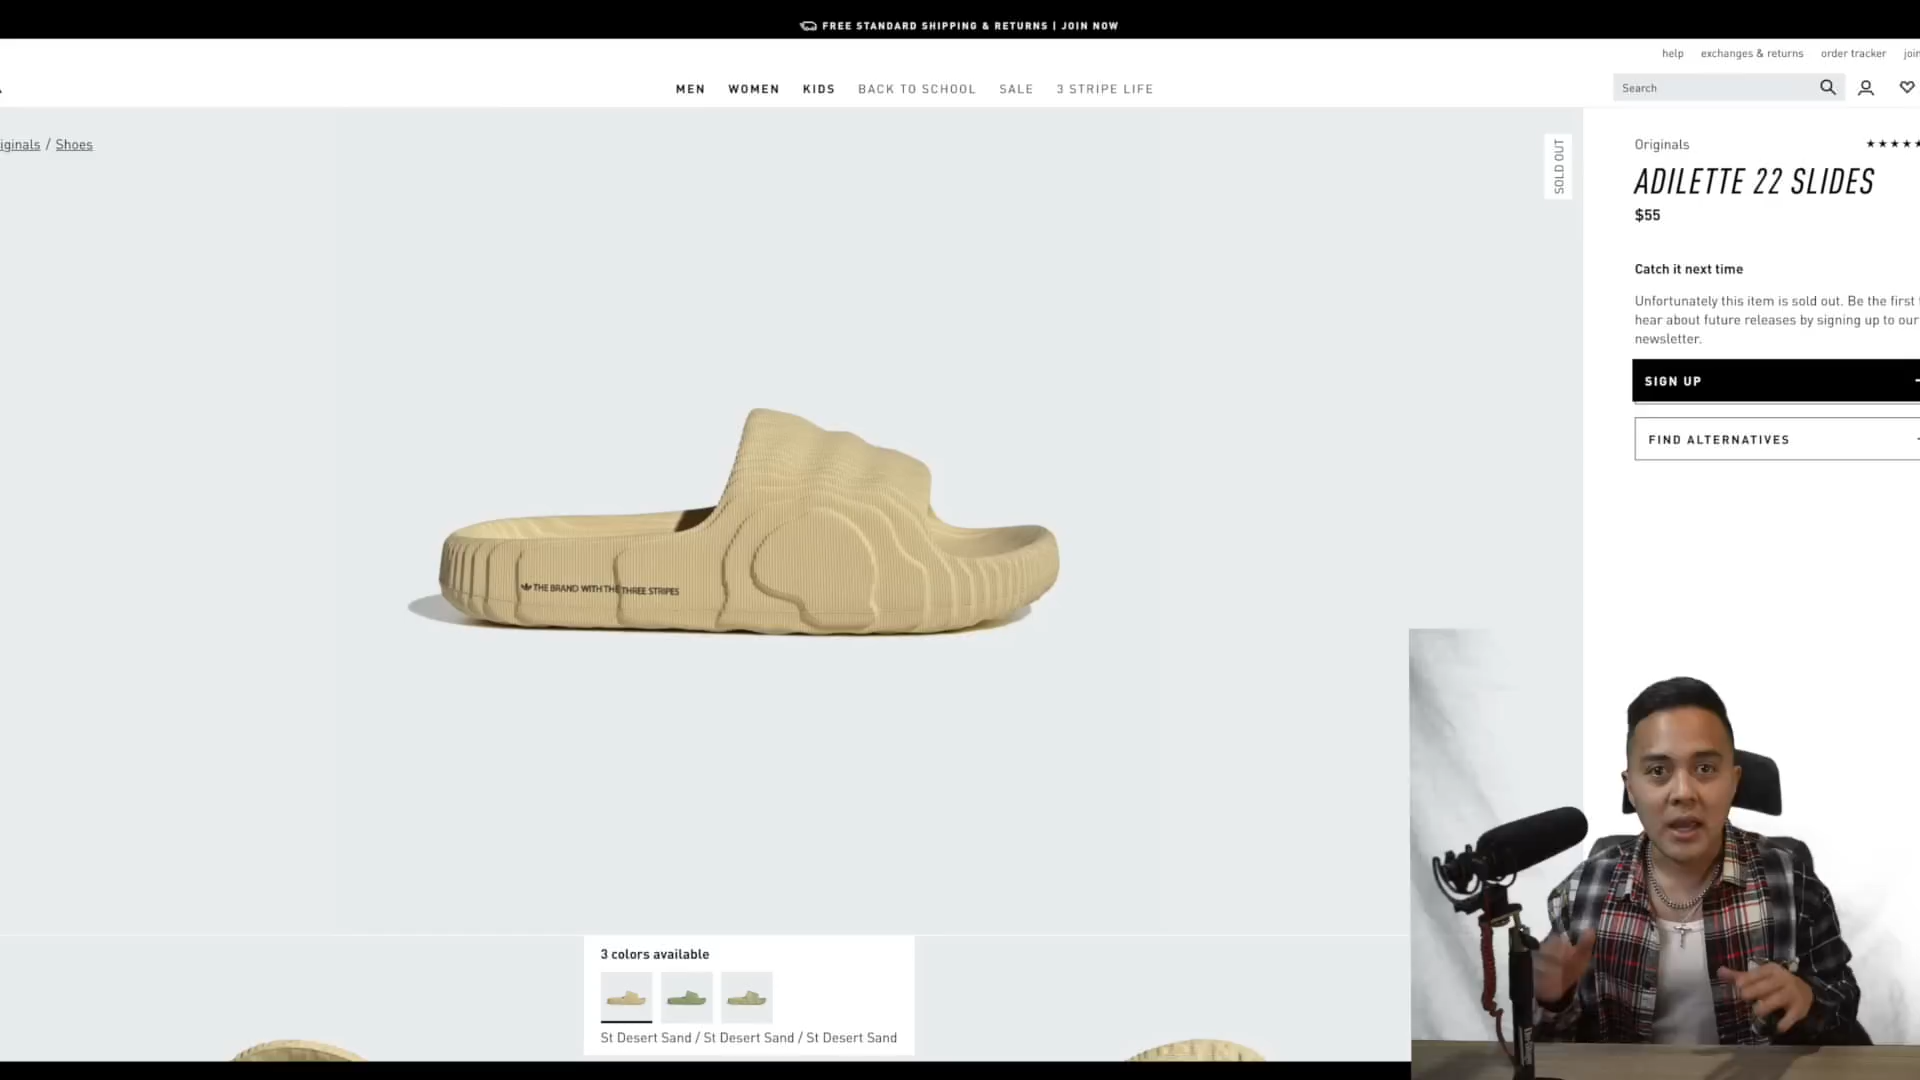 FREE STANDARD SHIPPING & RETURNS | JOIN NOW
help exchanges & returns order tracker
MEN WOMEN KIDS BACK TO SCHOOL SALE 3 STRIPE LIFE
Search
iginals / Shoes
SOLD OUT
Originals
ADILETTE 22 SLIDES
$55
Catch it next time
Unfortunately this item is sold out. Be the first
hear about future releases by signing up to our
newsletter.
SIGN UP
FIND ALTERNATIVES
THE BRAND WITH THE THREE STRIPES
3 colors available
St Desert Sand / St Desert Sand / St Desert Sand